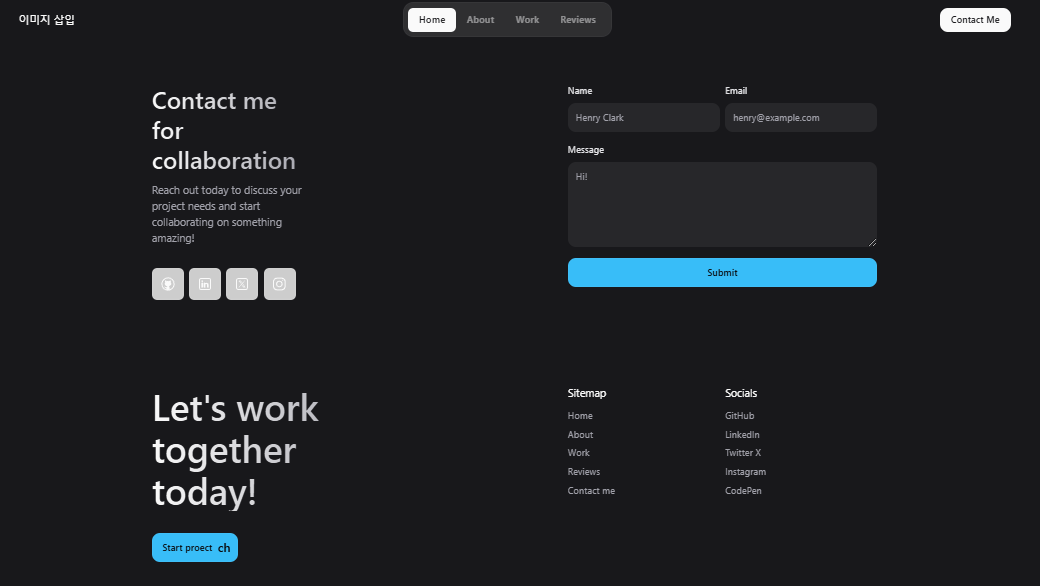 이미지 삽입
Home About Work Reviews
Contact Me
Contact me
for
collaboration
Reach out today to discuss your
project needs and start
collaborating on something
amazing!
Name
Henry Clark
Email
henry@example.com
Message
Hi!
Submit
Let's work
together
today!
Start proect ch
Sitemap
Home
About
Work
Reviews
Contact me
Socials
GitHub
LinkedIn
Twitter X
Instagram
CodePen